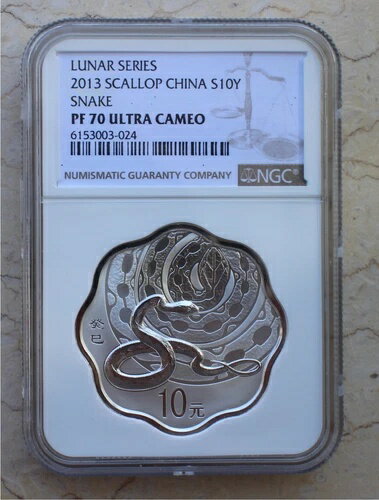 LUNAR SERIES
2013 SCALLOP CHINA S10Y
SNAKE
PF 70 ULTRA CAMEO
6153003-024
NUMISMATIC GUARANTY COMPANY
NGC
癸巳
10元